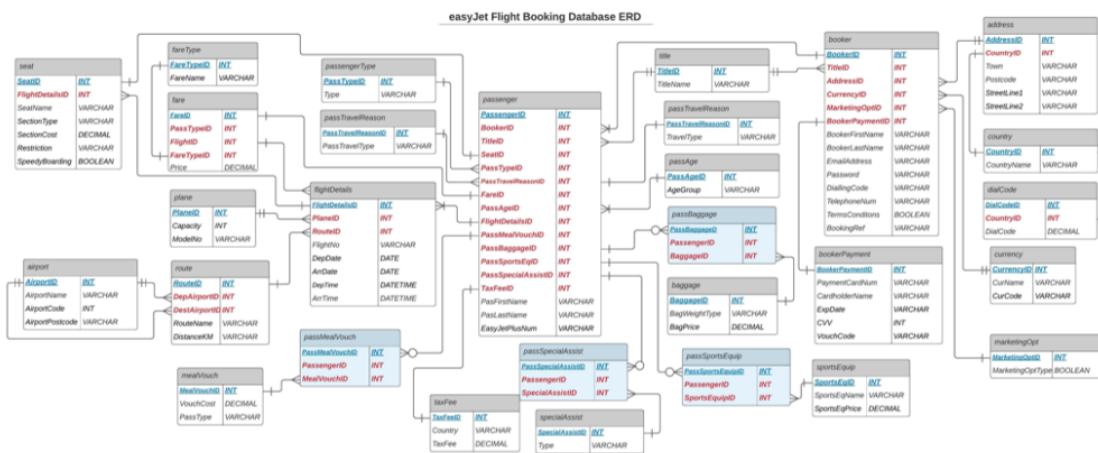 easyJet Flight Booking Database ERD
seat
SeatID INT
FlightDetailsID INT
SeatName VARCHAR
SectionType VARCHAR
SectionCost DECIMAL
Restriction VARCHAR
SpeedyBoarding BOOLEAN
fareType
FareTypeID INT
FareName VARCHAR
fare
FareID INT
PassTypeID INT
FlightID INT
FareTypeID INT
Price DECIMAL
plane
PlaneID INT
Capacity INT
ModelNo VARCHAR
airport
AirportID INT
AirportName VARCHAR
AirportCode INT
AirportPostcode VARCHAR
route
RouteID INT
DepAirportID INT
DestAirportID INT
RouteName VARCHAR
DistanceKM VARCHAR
mealVouch
MealVouchID INT
VouchCost DECIMAL
PassType VARCHAR
passengerType
PassTypeID INT
Type VARCHAR
passTravelReason
PassTravelReasonID INT
PassTravelType VARCHAR
flightDetails
FlightDetailsID INT
PlaneID INT
RouteID INT
FlightNo VARCHAR
DepDate DATE
ArrDate DATE
DepTime DATETIME
ArrTime DATETIME
passMealVouch
PassMealVouchID INT
PassengerID INT
MealVouchID INT
taxFee
TaxFeeID INT
Country VARCHAR
TaxFee DECIMAL
passenger
PassengerID INT
BookerID INT
TitleID INT
SeatID INT
PassTypeID INT
PassTravelReasonID INT
FareID INT
PassAgeID INT
FlightDetailsID INT
PassMealVouchID INT
PassBaggageID INT
PassSportsEqID INT
PassSpecialAssistID INT
TaxFeeID INT
PasFirstName VARCHAR
PasLastName VARCHAR
EasyJetPlusNum VARCHAR
passSpecialAssist
PassSpecialAssistID INT
PassengerID INT
SpecialAssistID INT
specialAssist
SpecialAssistID INT
Type VARCHAR
title
TitleID INT
TitleName VARCHAR
passTravelReason
PassTravelReasonID INT
TravelType VARCHAR
passAge
PassAgeID INT
AgeGroup VARCHAR
passBaggage
PassBaggageID INT
PassengerID INT
BaggageID INT
baggage
BaggageID INT
BagWeightType VARCHAR
BagPrice DECIMAL
passSportsEquip
PassSportsEquipID INT
PassengerID INT
SportsEquipID INT
sportsEquip
SportsEqID INT
SportsEqName VARCHAR
SportsEqPrice DECIMAL
booker
BookerID INT
TitleID INT
AddressID INT
CurrencyID INT
MarketingOptID INT
BookerPaymentID INT
BookerFirstName VARCHAR
BookerLastName VARCHAR
EmailAddress VARCHAR
Password VARCHAR
DiallingCode VARCHAR
TelephoneNum VARCHAR
TermsConditons BOOLEAN
BookingRef VARCHAR
bookerPayment
BookerPaymentID INT
PaymentCardNum VARCHAR
CardholderName VARCHAR
ExpDate VARCHAR
CVV INT
VouchCode VARCHAR
address
AddressID INT
CountryID INT
Town VARCHAR
Postcode VARCHAR
StreetLine1 VARCHAR
StreetLine2 VARCHAR
country
CountryID INT
CountryName VARCHAR
dialCode
DialCodeID INT
CountryID INT
DialCode DECIMAL
currency
CurrencyID INT
CurName VARCHAR
CurCode VARCHAR
marketingOpt
MarketingOptID INT
MarketingOptType BOOLEAN